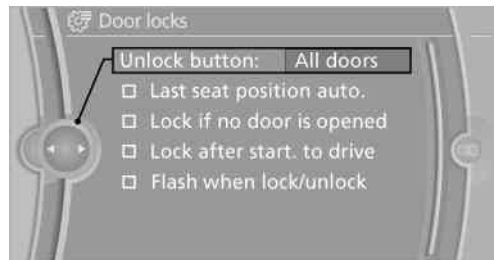 Door locks
Unlock button: All doors
Last seat position auto.
Lock if no door is opened
Lock after start. to drive
Flash when lock/unlock